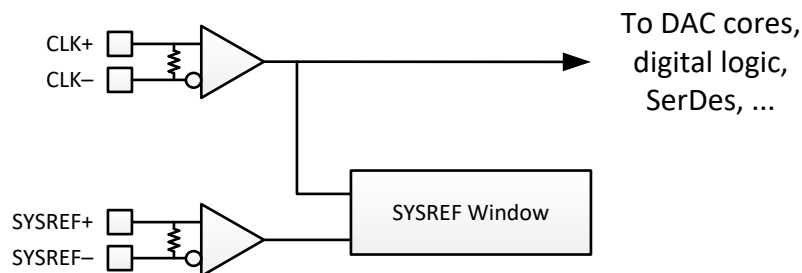 CLK+
CLK–
To DAC cores,
digital logic,
SerDes, ...
SYSREF+
SYSREF–
SYSREF Window